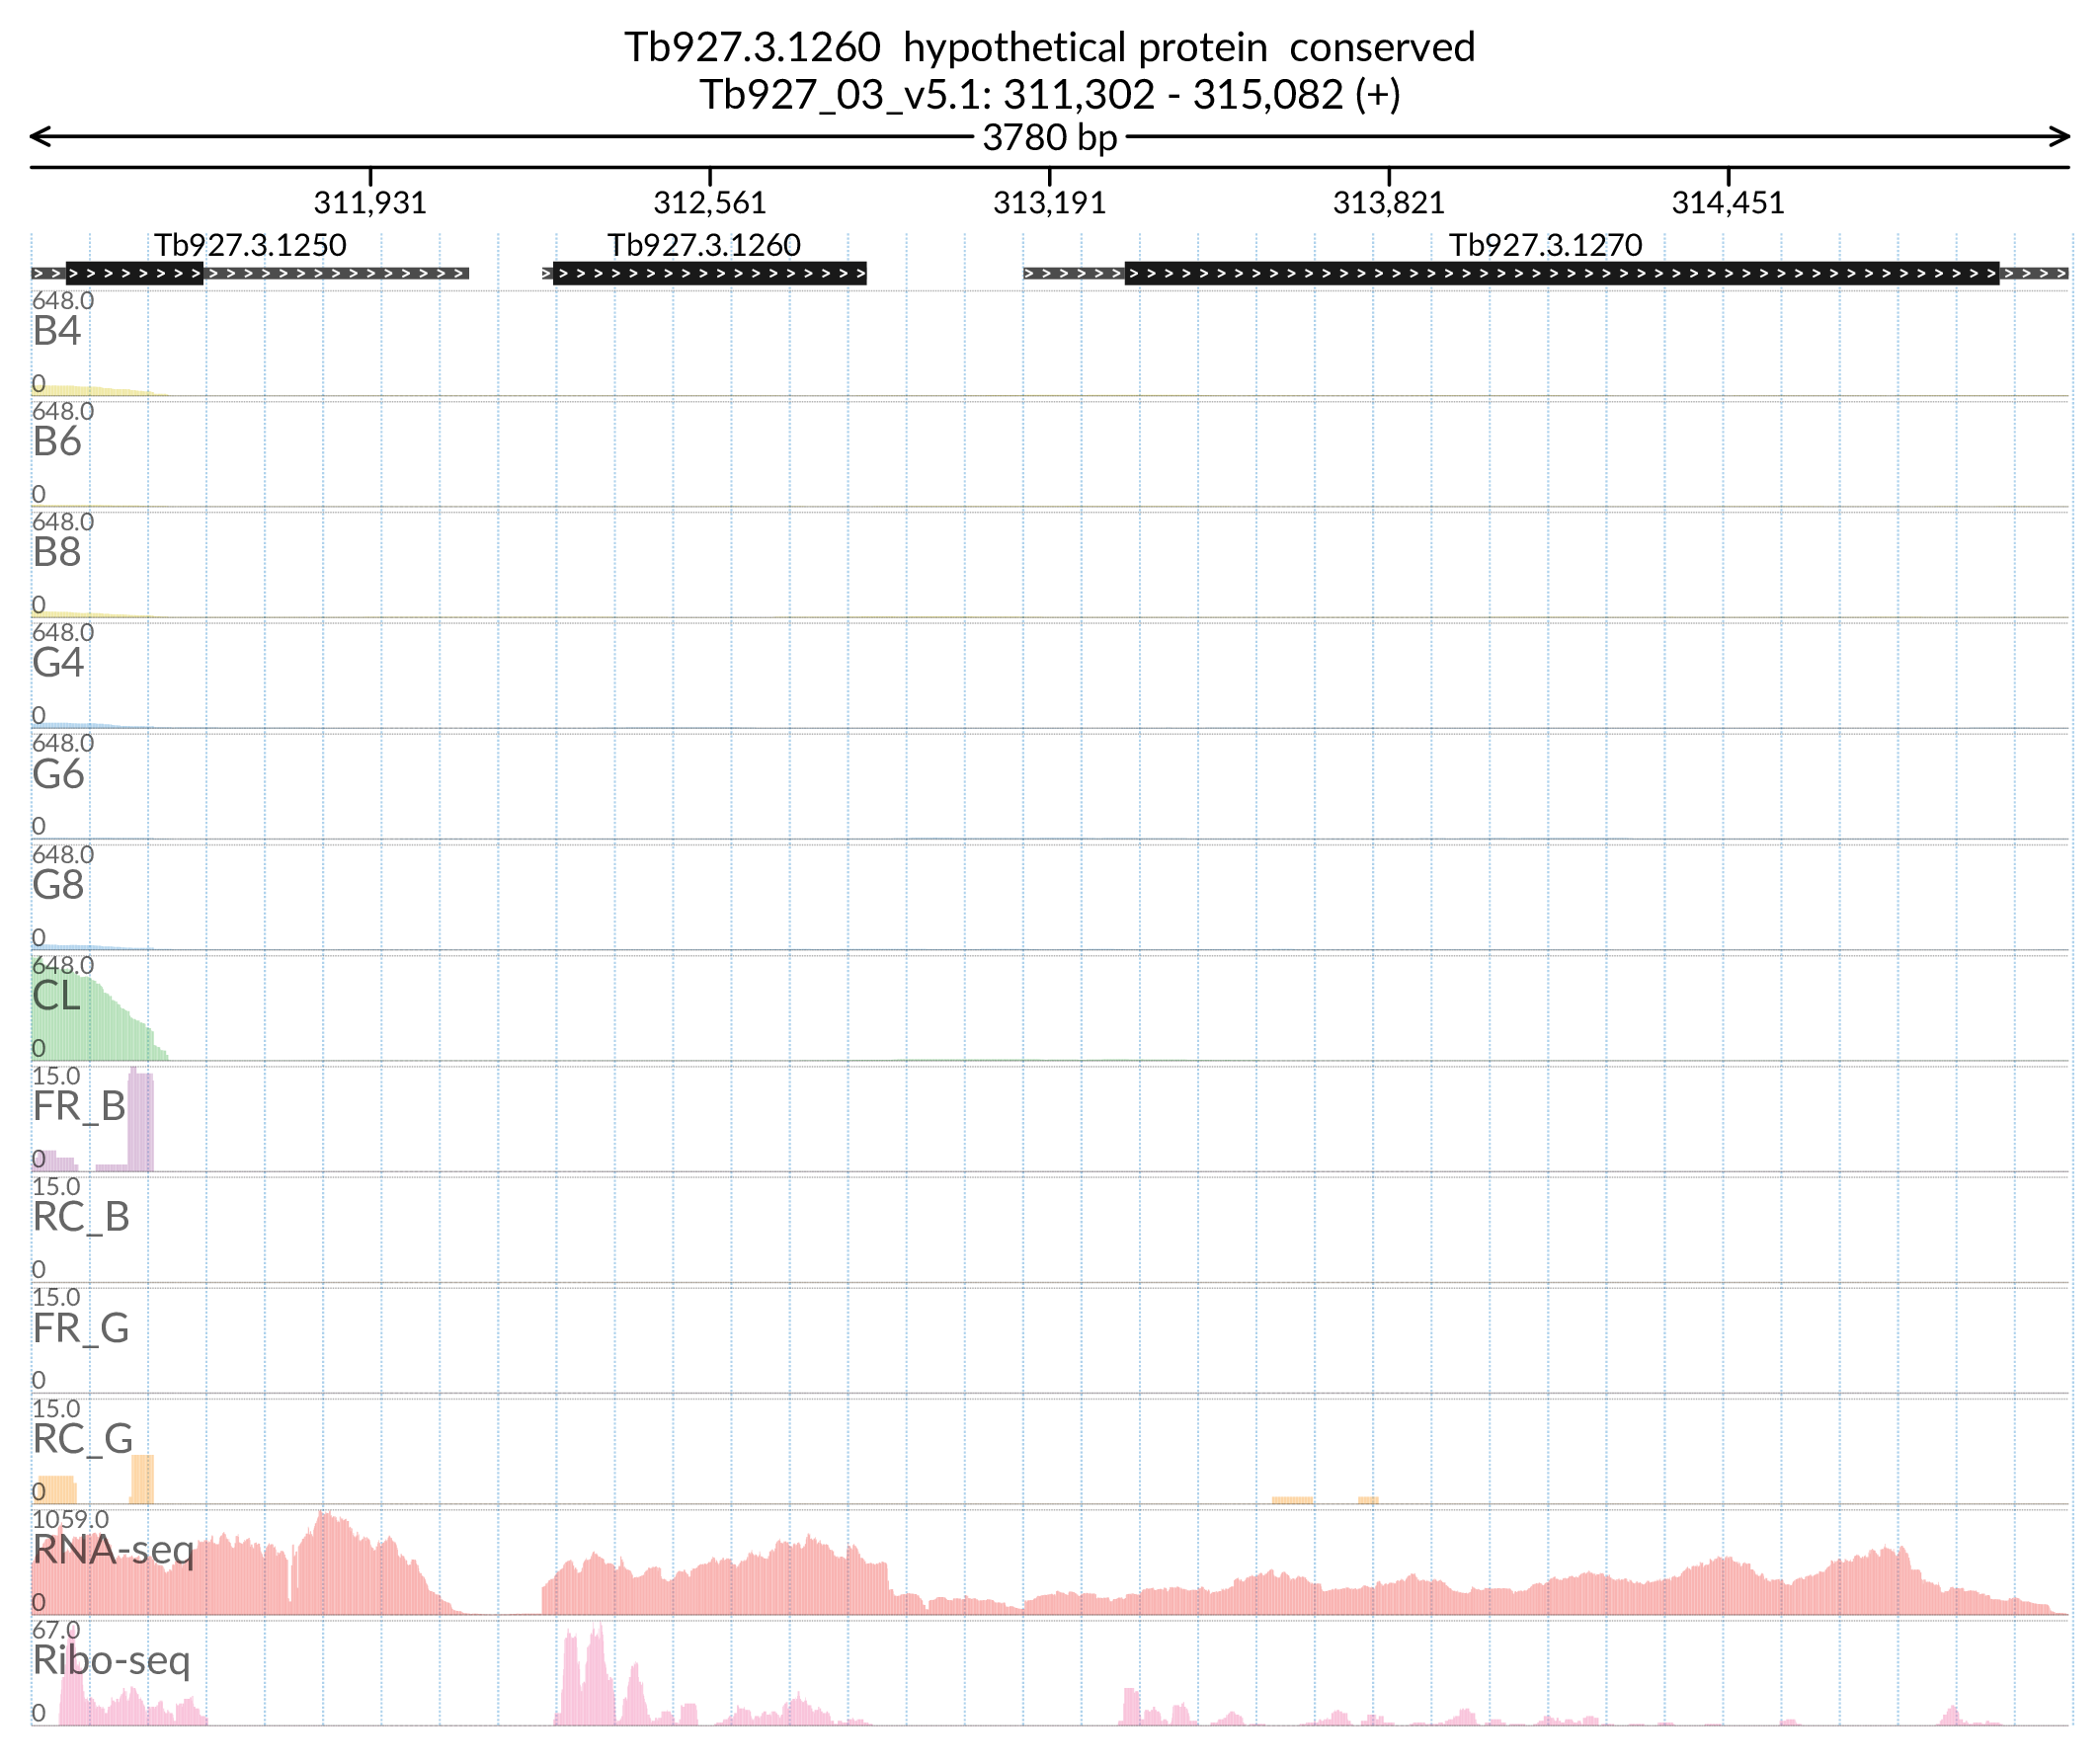 Tb927.3.1260  hypothetical protein  conserved
Tb927_03_v5.1: 311,302 - 315,082 (+)
3780 bp
311,931 312,561 313,191 313,821 314,451
Tb927.3.1250 Tb927.3.1260 Tb927.3.1270
648.0
B4
0
648.0
B6
0
648.0
B8
0
648.0
G4
0
648.0
G6
0
648.0
G8
0
648.0
CL
0
15.0
FR_B
0
15.0
RC_B
0
15.0
FR_G
0
15.0
RC_G
0
1059.0
RNA-seq
0
67.0
Ribo-seq
0